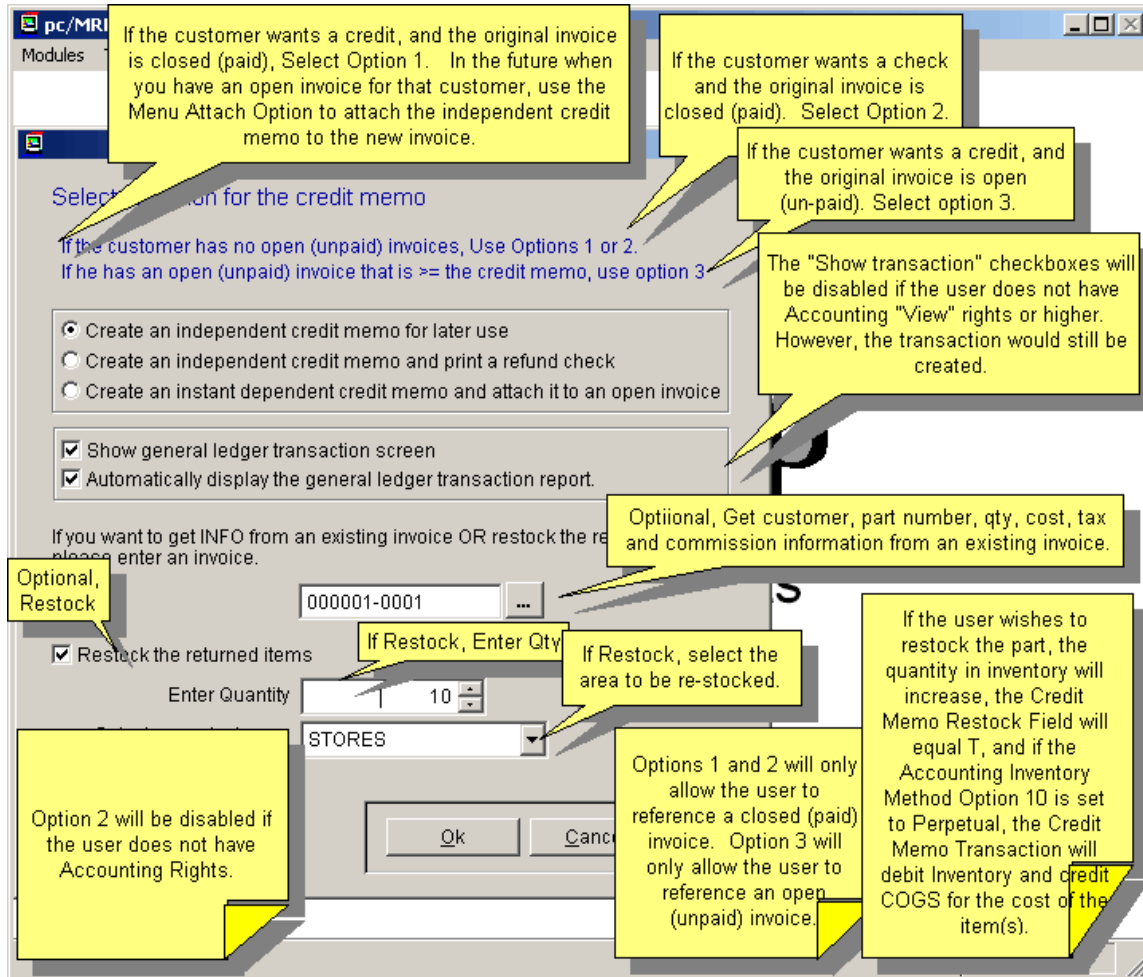 pc/MRI
Modules
If the customer wants a credit, and the original invoice
is closed (paid), Select Option 1. In the future when
you have an open invoice for that customer, use the
Menu Attach Option to attach the independent credit
memo to the new invoice.
If the customer wants a check
and the original invoice is
closed (paid). Select Option 2.
If the customer wants a credit, and
the original invoice is open
(un-paid). Select option 3.
Select on for the credit memo
If the customer has no open (unpaid) invoices, Use Options 1 or 2.
If he has an open (unpaid) invoice that is >= the credit memo, use option 3
The "Show transaction" checkboxes will
be disabled if the user does not have
Accounting "View" rights or higher.
However, the transaction would still be
created.
Create an independent credit memo for later use
Create an independent credit memo and print a refund check
Create an instant dependent credit memo and attach it to an open invoice
Show general ledger transaction screen
Automatically display the general ledger transaction report.
Optiional, Get customer, part number, qty, cost, tax
and commission information from an existing invoice.
If you want to get INFO from an existing invoice OR restock the re
please enter an invoice.
Optional,
Restock
000001-0001
...
Restock the returned items
If Restock, Enter Qty
If Restock, select the
area to be re-stocked.
Enter Quantity
10
STORES
Option 2 will be disabled if
the user does not have
Accounting Rights.
Ok
Canc
Options 1 and 2 will only
allow the user to
reference a closed (paid)
invoice. Option 3 will
only allow the user to
reference an open
(unpaid) invoice.
If the user wishes to
restock the part, the
quantity in inventory will
increase, the Credit
Memo Restock Field will
equal T, and if the
Accounting Inventory
Method Option 10 is set
to Perpetual, the Credit
Memo Transaction will
debit Inventory and credit
COGS for the cost of the
item(s).